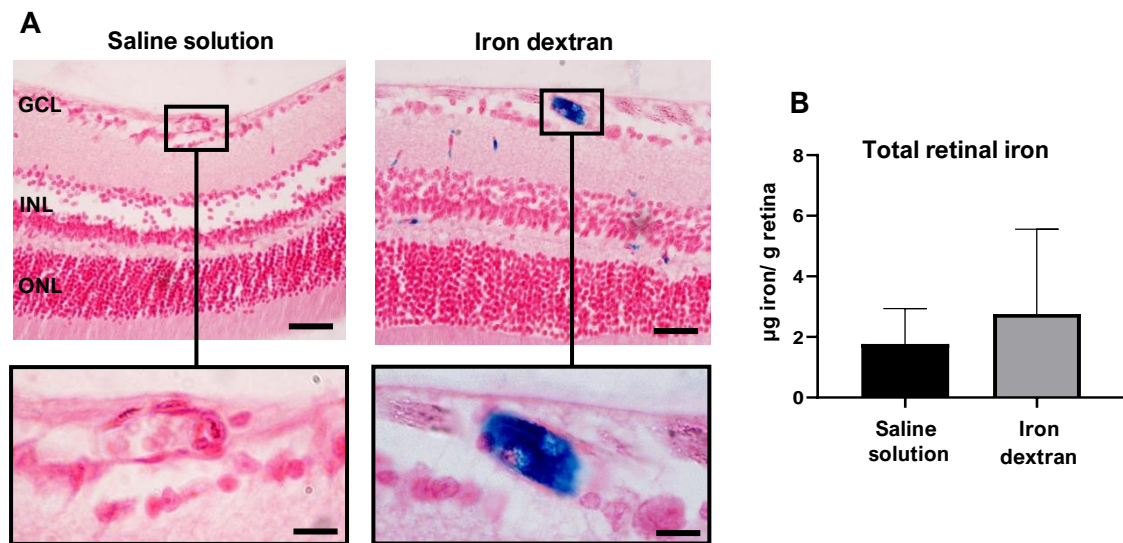 A
Saline solution
Iron dextran
GCL
INL
ONL
B
Total retinal iron
µg iron/ g retina
8
6
4
2
0
Saline
solution
Iron
dextran